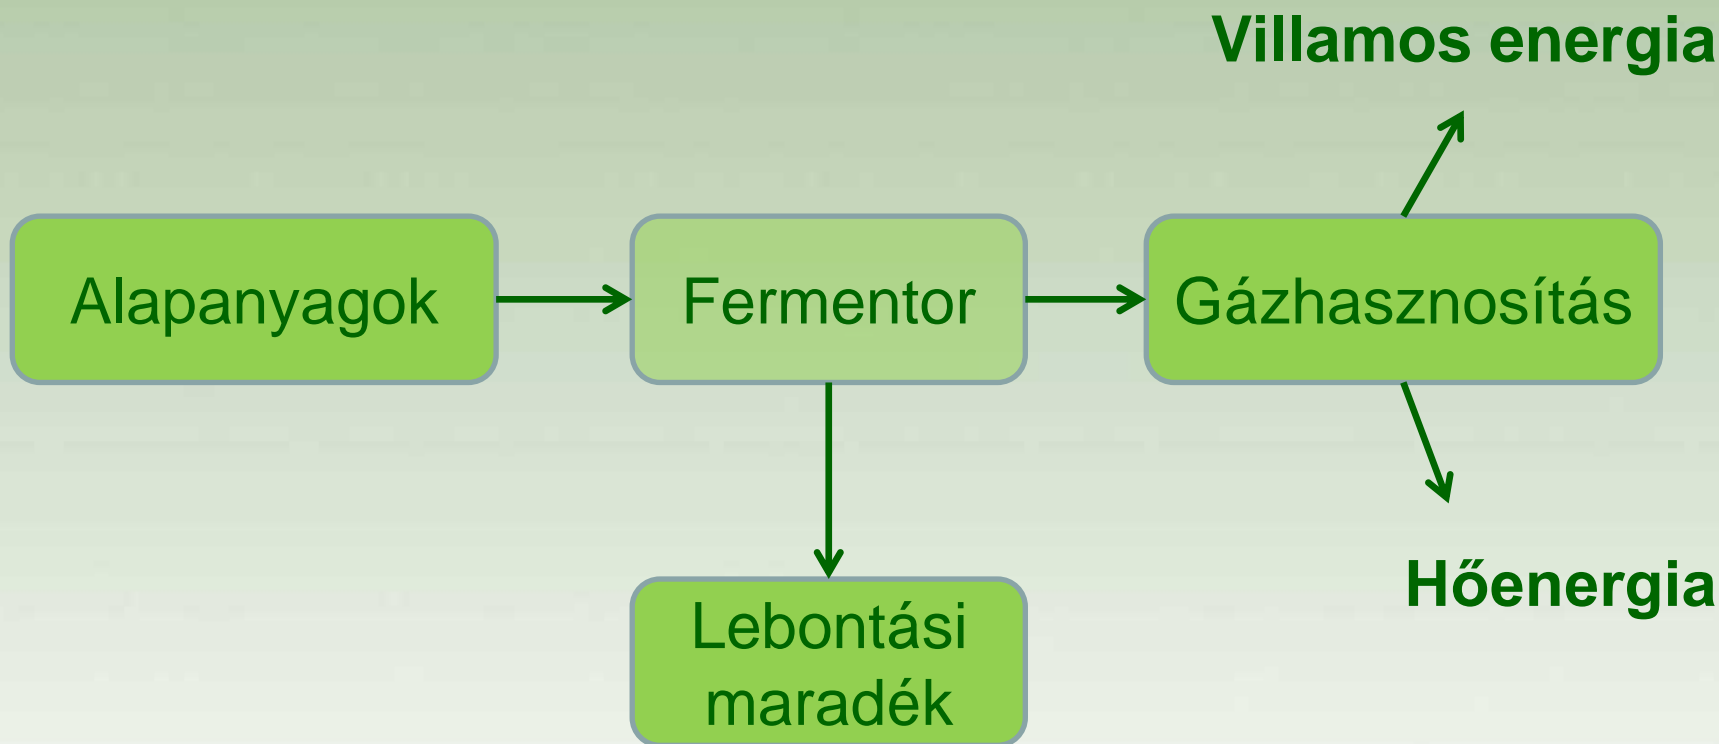 Villamos energia
Alapanyagok
Fermentor
Gázhasznosítás
Hőenergia
Lebontási
maradék